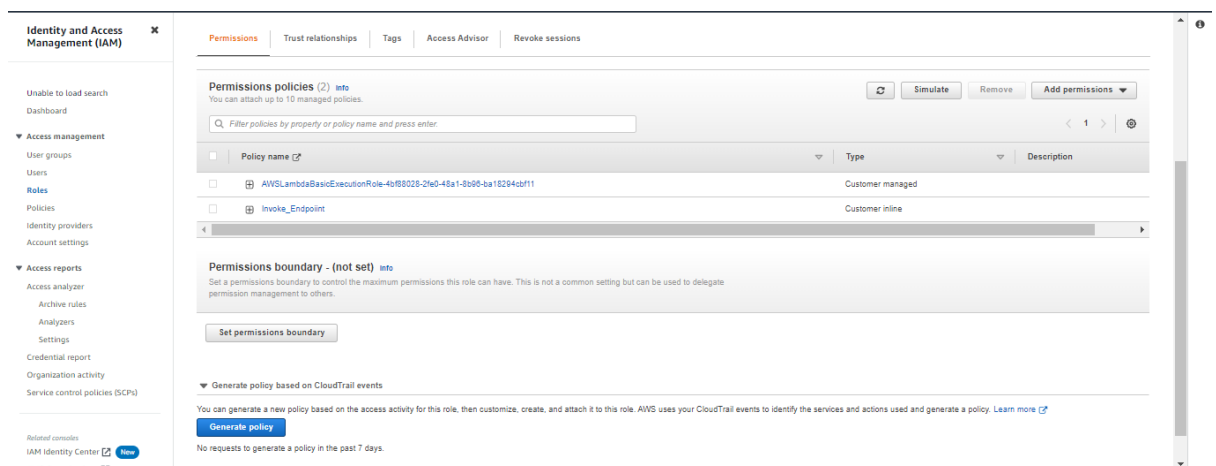 Identity and Access
Management (IAM)
Unable to load search
Dashboard
Access management
User groups
Users
Roles
Policies
Identity providers
Account settings
Access reports
Access analyzer
Archive rules
Analyzers
Settings
Credential report
Organization activity
Service control policies (SCPs)
Related consoles
IAM Identity Center New
Permissions Trust relationships Tags Access Advisor Revoke sessions
Permissions policies (2) Info
You can attach up to 10 managed policies.
Simulate Remove Add permissions
Filter policies by property or policy name and press enter.
1
Policy name Type Description
AWSLambdaBasicExecutionRole-4bf88028-2fe0-48a1-8b96-ba18294cbf11 Customer managed
Invoke_Endpoiint Customer inline
Permissions boundary - (not set) Info
Set a permissions boundary to control the maximum permissions this role can have. This is not a common setting but can be used to delegate
permission management to others.
Set permissions boundary
Generate policy based on CloudTrail events
You can generate a new policy based on the access activity for this role, then customize, create, and attach it to this role. AWS uses your CloudTrail events to identify the services and actions used and generate a policy. Learn more
Generate policy
No requests to generate a policy in the past 7 days.